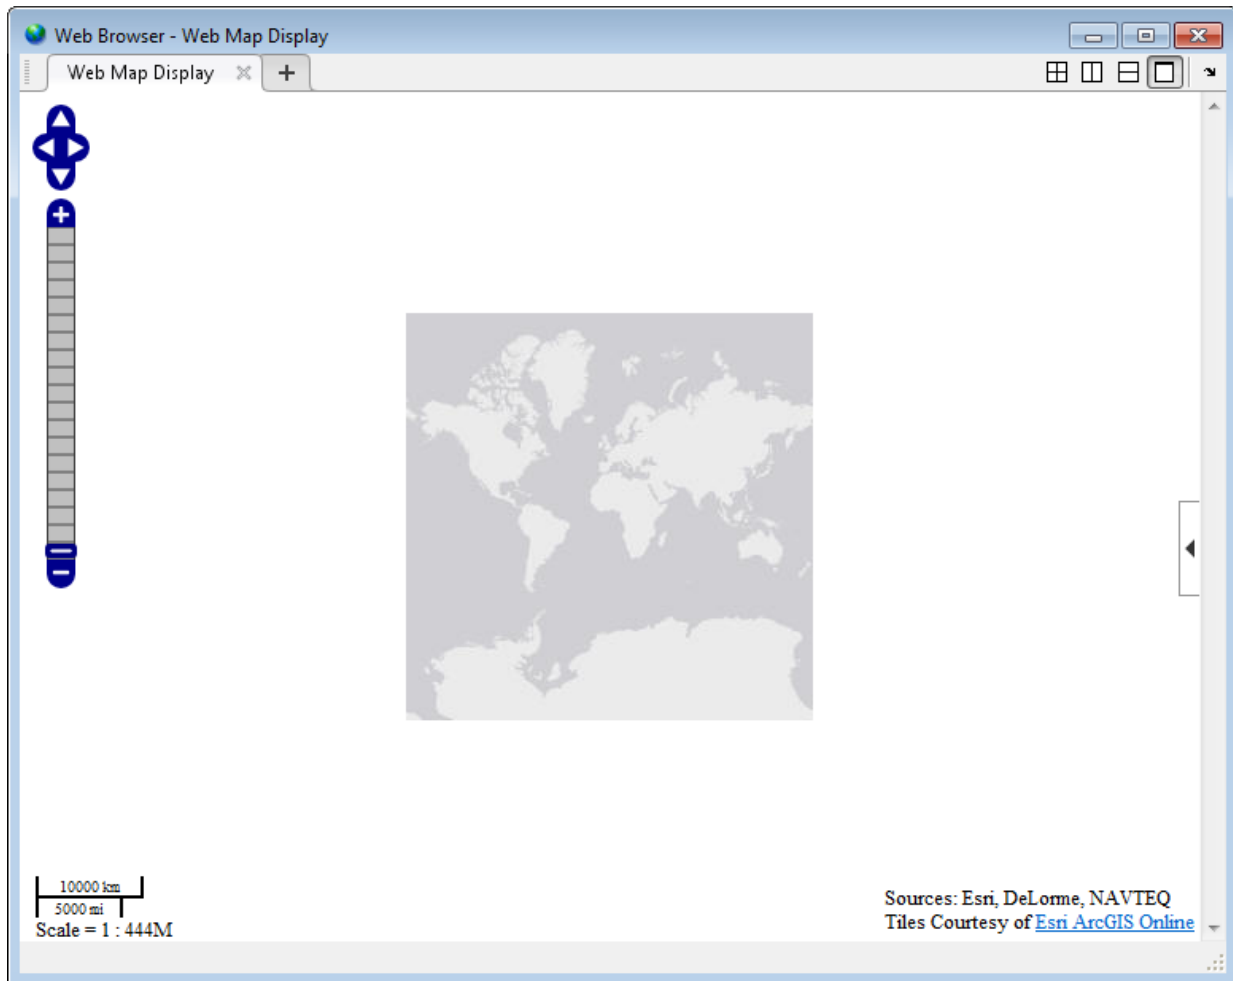 Web Browser - Web Map Display
Web Map Display
10000 km
5000 mi
Scale = 1 : 444M
Sources: Esri, DeLorme, NAVTEQ
Tiles Courtesy of Esri ArcGIS Online